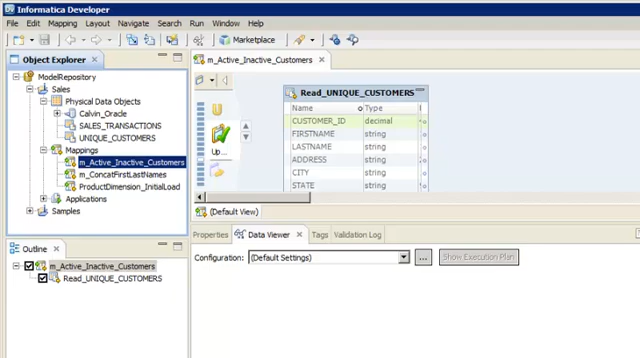 Informatica Developer
File Edit Mapping Layout Search Run Window Help
Marketplace
Object Explorer
ModelRepository
Sales
Physical Data Objects
Calvin_Oracle
SALES_TRANSACTIONS
UNIQUE_CUSTOMERS
Mappings
m_Active_Inactive_Customers
m_ConcatFirstLastNames
ProductDimension_InitialLoad
Applications
Samples
Outline
m_Active_Inactive_Customers
Read_UNIQUE_CUSTOMERS
m_Active_Inactive_Customers
Up...
Read_UNIQUE_CUSTOMERS
Name Type
CUSTOMER_ID decimal
FIRSTNAME string
LASTNAME string
ADDRESS string
CITY string
STATE string
(Default View)
Properties Data Viewer Tags Validation Log
Configuration: (Default Settings) ... Show Execution Plan